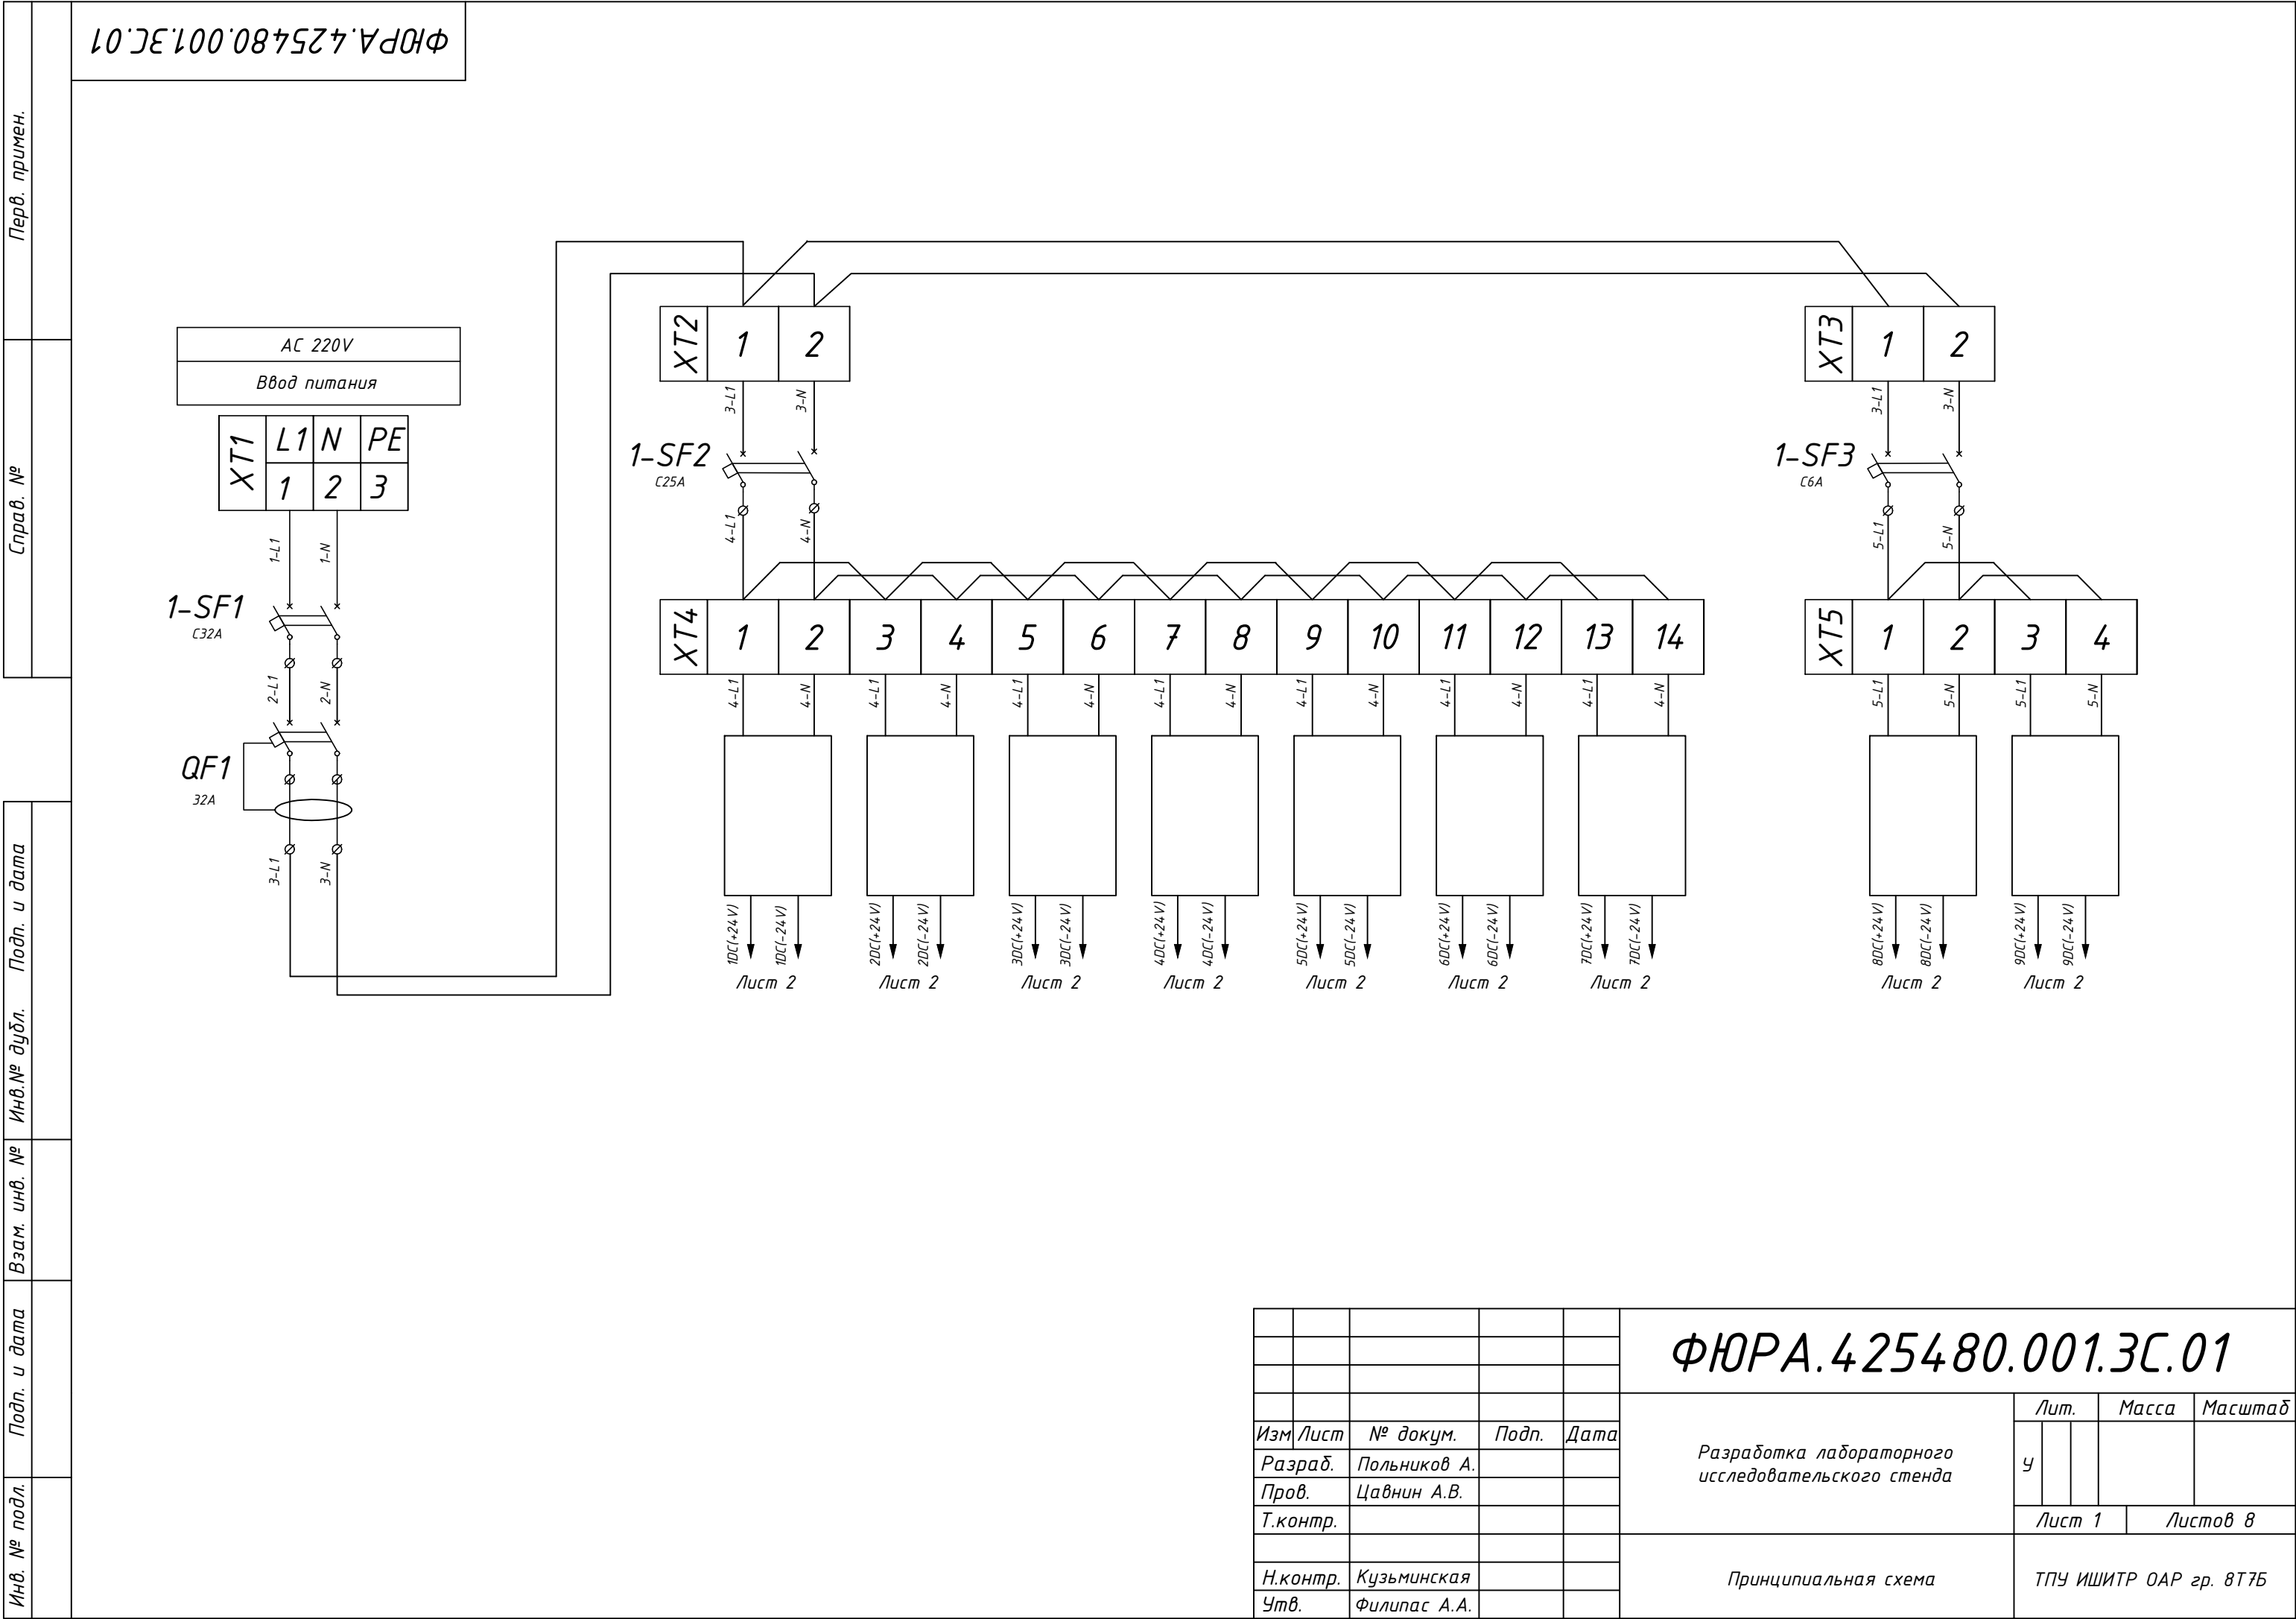 ФЮРА.425480.001.ЭС.01
Перв. примен.
Справ. №
Подп. и дата
Инв.№ дубл.
Взам. инв. №
Подп. и дата
Инв. № подл.
AC 220V
Ввод питания
XT1
L1 N PE
1 2 3
1-L1 1-N
1-SF1
C32A
2-L1 2-N
QF1
32A
3-L1 3-N
XT2 1 2
3-L1 3-N
1-SF2
C25A
4-L1 4-N
XT3 1 2
3-L1 3-N
1-SF3
C6A
5-L1 5-N
XT4 1 2 3 4 5 6 7 8 9 10 11 12 13 14
4-L1 4-N 4-L1 4-N 4-L1 4-N 4-L1 4-N 4-L1 4-N 4-L1 4-N 4-L1 4-N
XT5 1 2 3 4
5-L1 5-N 5-L1 5-N
1DC(+24V) 1DC(-24V) 2DC(+24V) 2DC(-24V) 3DC(+24V) 3DC(-24V) 4DC(+24V) 4DC(-24V) 5DC(+24V) 5DC(-24V) 6DC(+24V) 6DC(-24V) 7DC(+24V) 7DC(-24V) 8DC(+24V) 8DC(-24V) 9DC(+24V) 9DC(-24V)
Лист 2 Лист 2 Лист 2 Лист 2 Лист 2 Лист 2 Лист 2 Лист 2 Лист 2
ФЮРА.425480.001.ЭС.01
Изм Лист № докум. Подп. Дата
Разраб. Польников А.
Пров. Цавнин А.В.
Т.контр.
Н.контр. Кузьминская
Утв. Филипас А.А.
Разработка лабораторного
исследовательского стенда
Принципиальная схема
Лит. Масса Масштаб
У
Лист 1 Листов 8
ТПУ ИШИТР ОАР гр. 8Т7Б